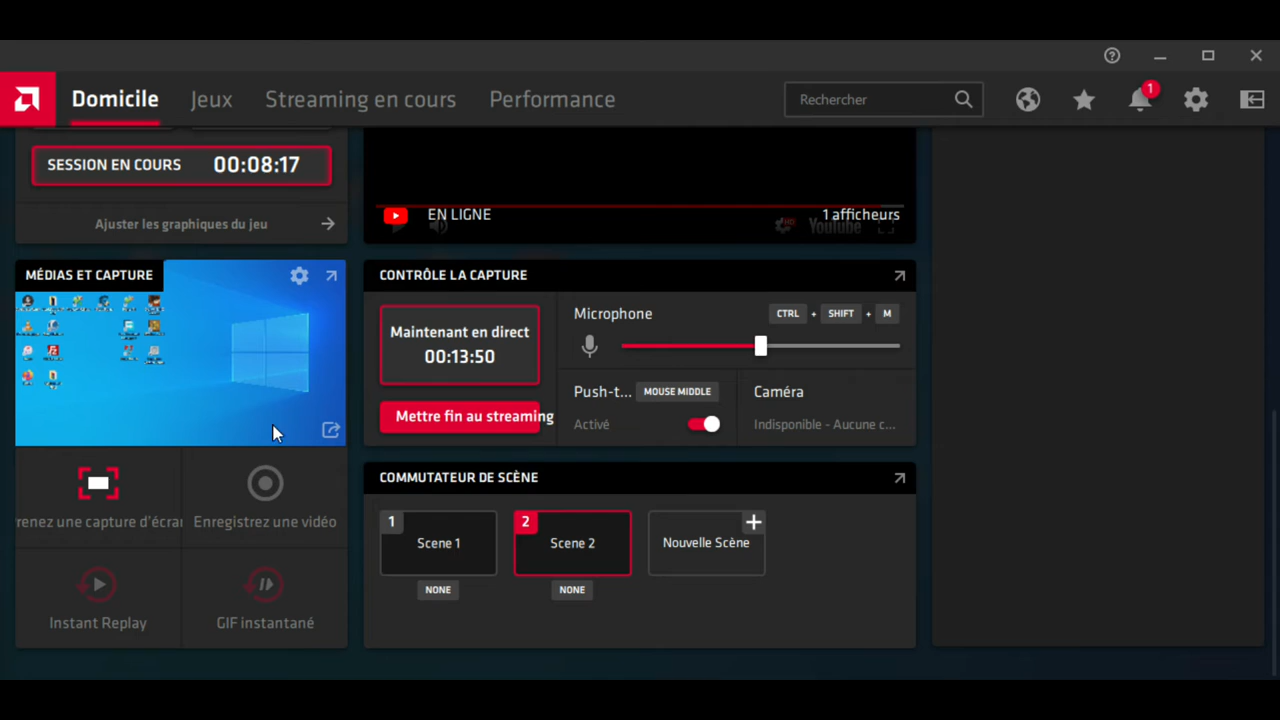 Domicile
Jeux
Streaming en cours
Performance
Rechercher
1
SESSION EN COURS 00:08:17
Ajuster les graphiques du jeu
EN LIGNE
1 afficheurs
YouTube
HD
MÉDIAS ET CAPTURE
renez une capture d'écrar
Enregistrez une vidéo
Instant Replay
GIF instantané
CONTRÔLE LA CAPTURE
Maintenant en direct
00:13:50
Mettre fin au streaming
Microphone
CTRL + SHIFT + M
Push-t... MOUSE MIDDLE
Activé
Caméra
Indisponible - Aucune c...
COMMUTATEUR DE SCÈNE
1
Scene 1
NONE
2
Scene 2
NONE
Nouvelle Scène